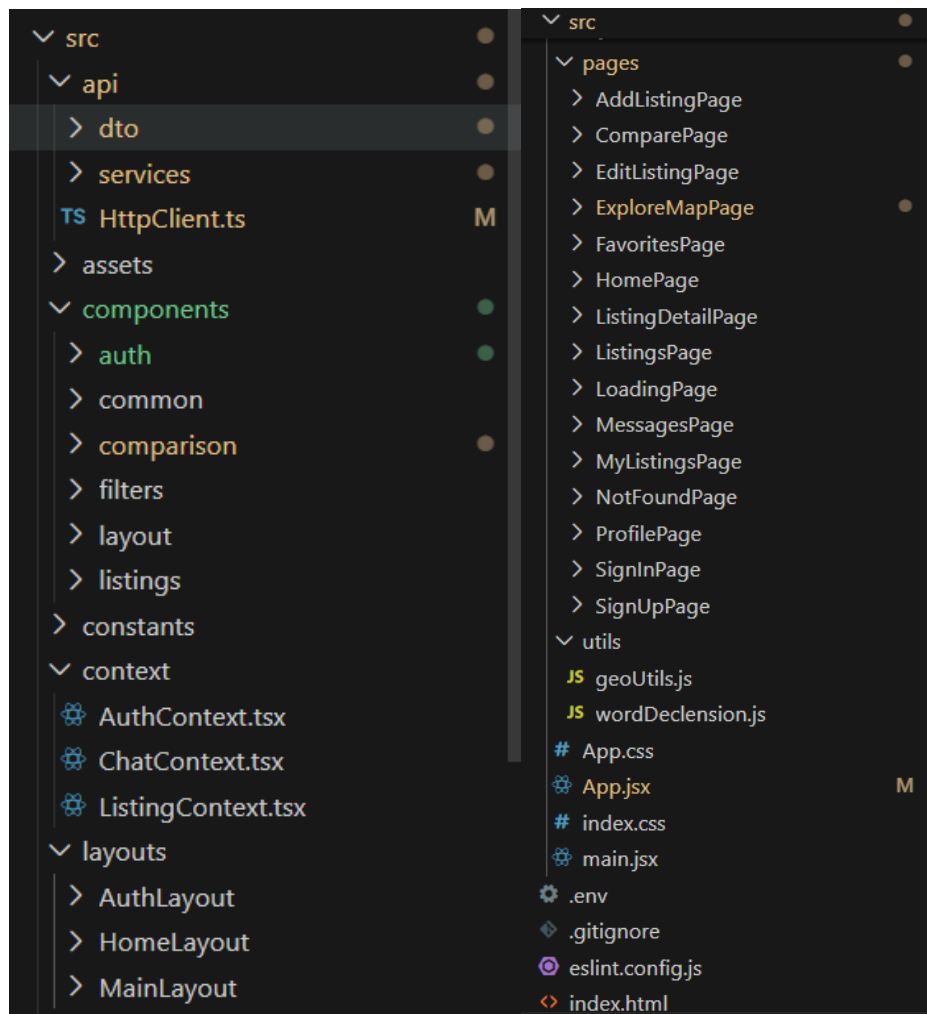 src
api
dto
services
TS HttpClient.ts M
assets
components
auth
common
comparison
filters
layout
listings
constants
context
AuthContext.tsx
ChatContext.tsx
ListingContext.tsx
layouts
AuthLayout
HomeLayout
MainLayout
src
pages
AddListingPage
ComparePage
EditListingPage
ExploreMapPage
FavoritesPage
HomePage
ListingDetailPage
ListingsPage
LoadingPage
MessagesPage
MyListingsPage
NotFoundPage
ProfilePage
SignInPage
SignUpPage
utils
JS geoUtils.js
JS wordDeclension.js
# App.css
App.jsx M
# index.css
main.jsx
.env
.gitignore
eslint.config.js
<> index.html